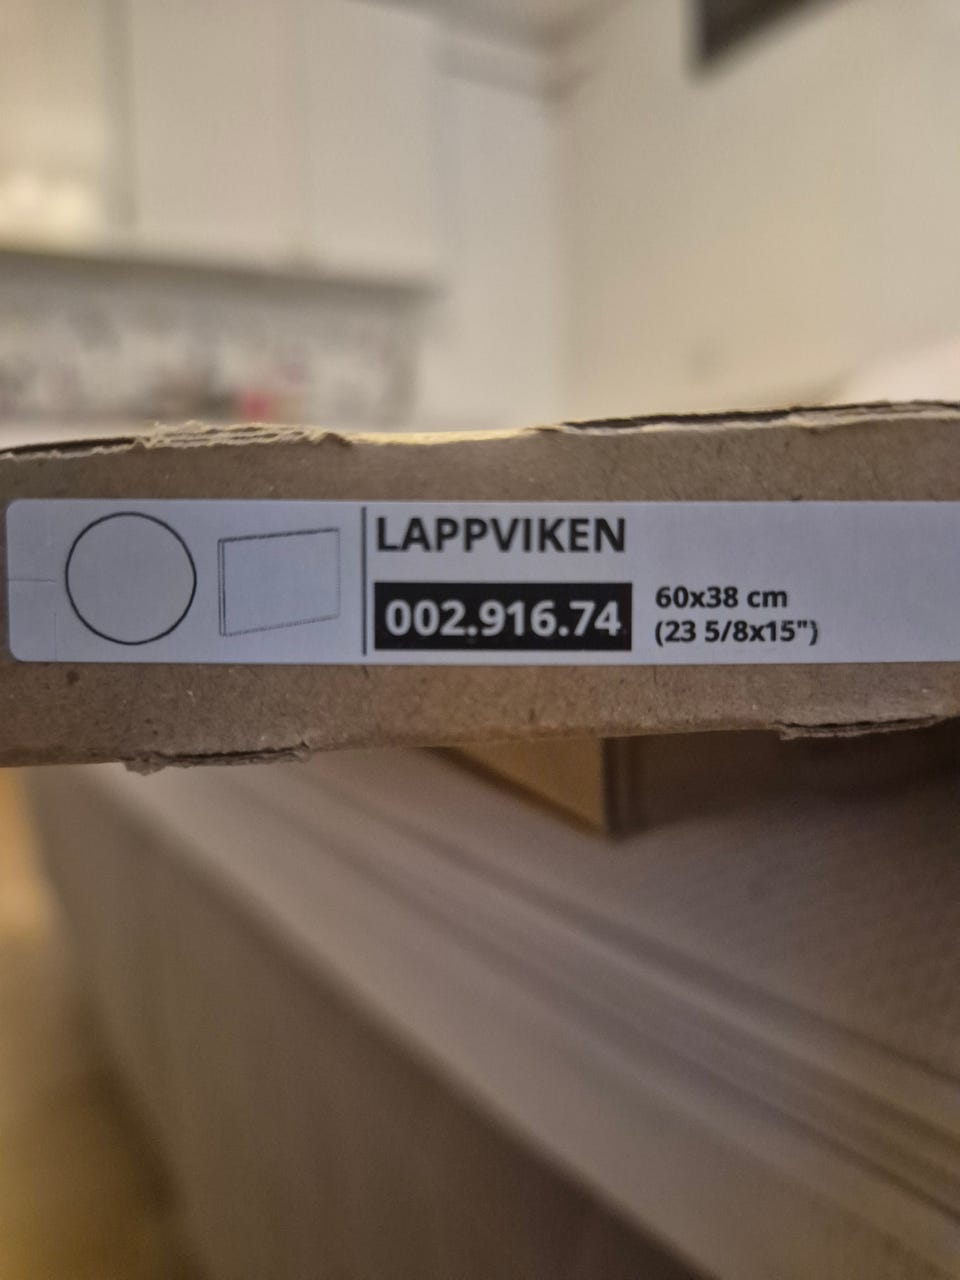 LAPPVIKEN
002.916.74
60x38 cm
(23 5/8x15")